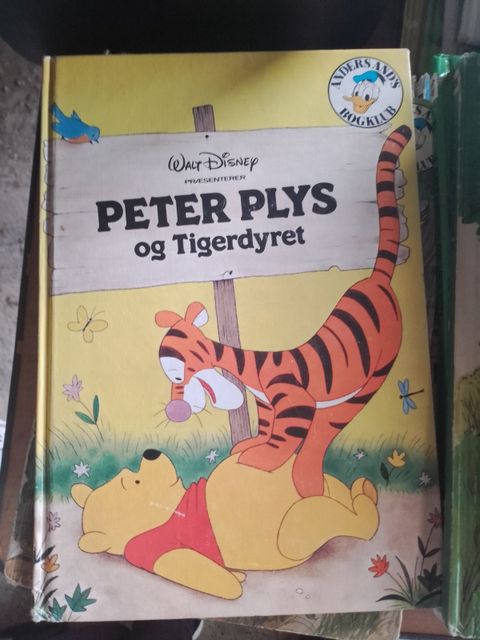 ANDERS AND'S
BOGKLUB
WALT DISNEY
PRÆSENTERER
PETER PLYS
og Tigerdyret